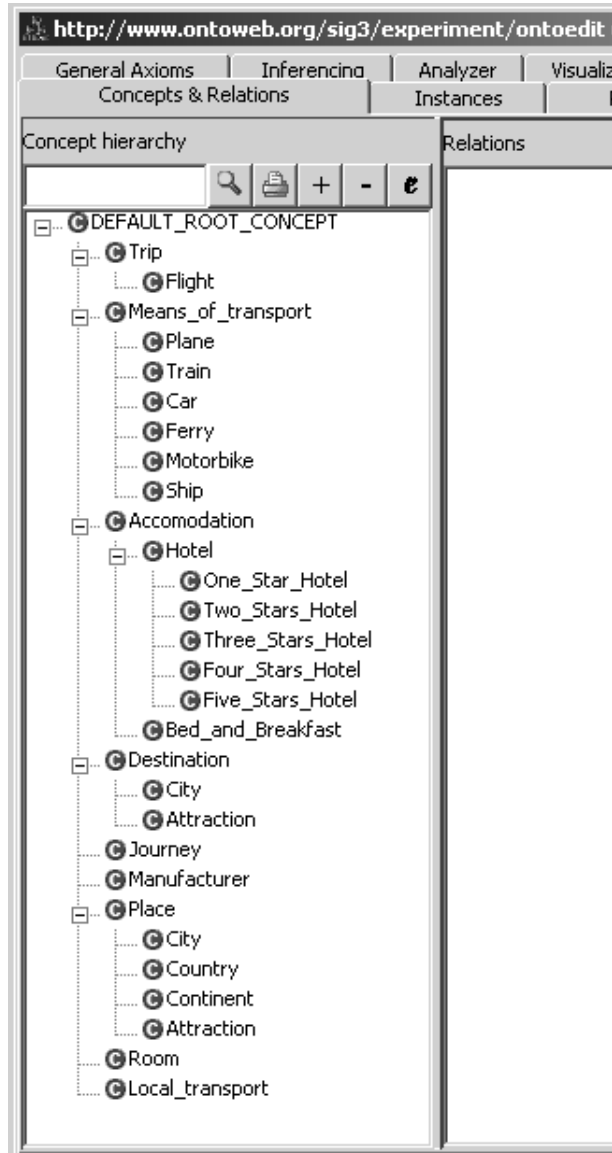 http://www.ontoweb.org/sig3/experiment/ontoedit
General Axioms Inferencing Analyzer Visualiz
Concepts & Relations Instances
Concept hierarchy Relations
+ - e
DEFAULT_ROOT_CONCEPT
Trip
Flight
Means_of_transport
Plane
Train
Car
Ferry
Motorbike
Ship
Accomodation
Hotel
One_Star_Hotel
Two_Stars_Hotel
Three_Stars_Hotel
Four_Stars_Hotel
Five_Stars_Hotel
Bed_and_Breakfast
Destination
City
Attraction
Journey
Manufacturer
Place
City
Country
Continent
Attraction
Room
Local_transport